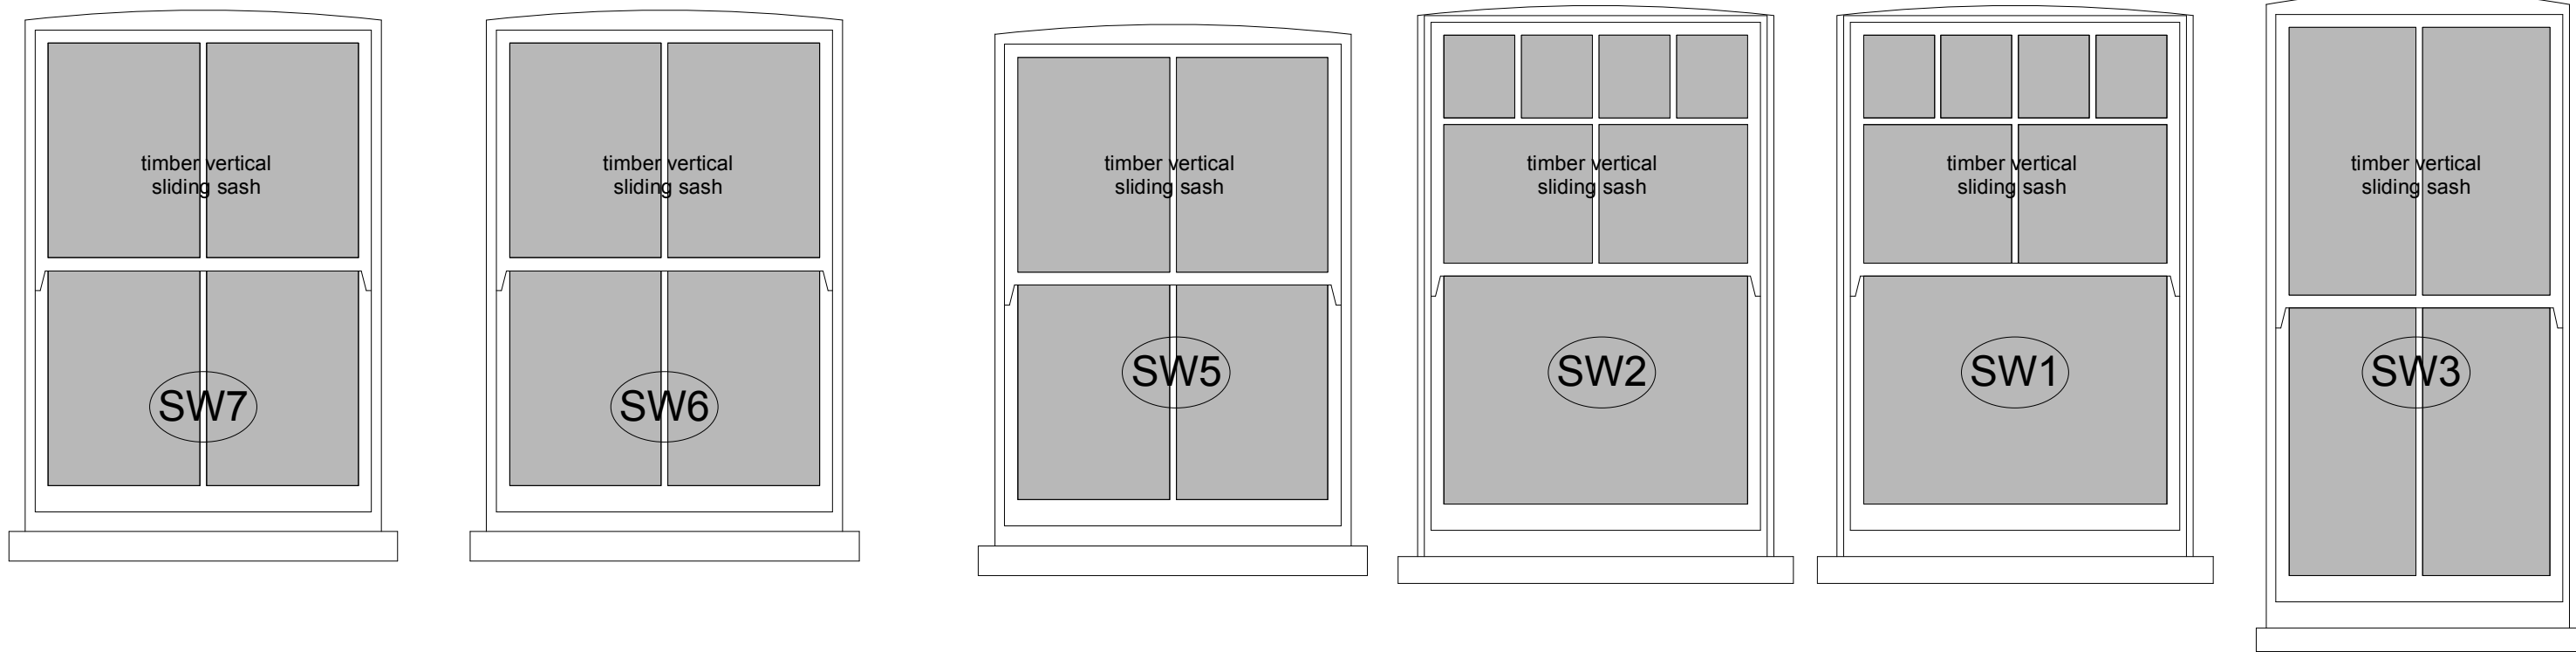 timber vertical
sliding sash
SW7
timber vertical
sliding sash
SW6
timber vertical
sliding sash
SW5
timber vertical
sliding sash
SW2
timber vertical
sliding sash
SW1
timber vertical
sliding sash
SW3